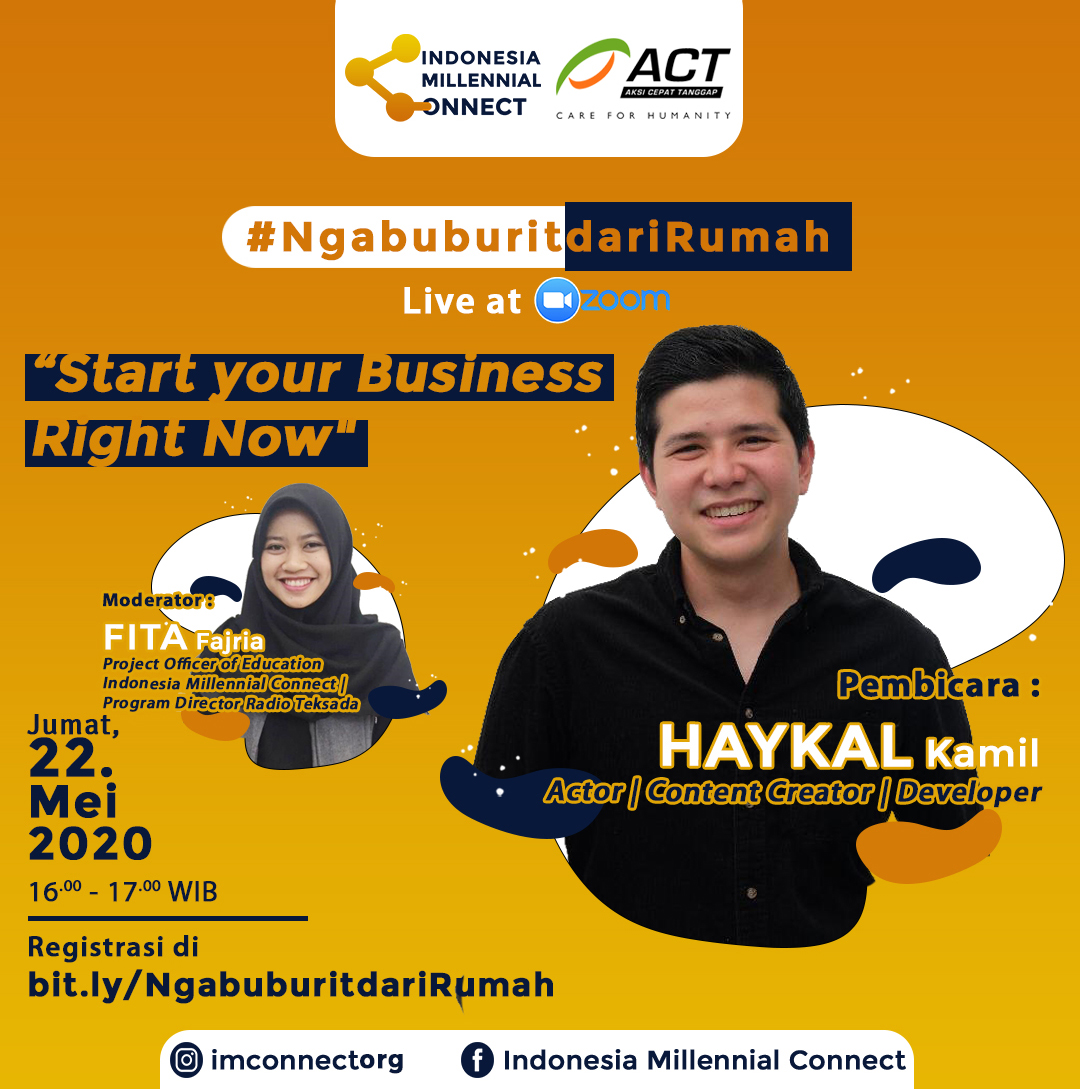 INDONESIA
MILLENNIAL
ONNECT
ACT
AKSI CEPAT TANGGAP
CARE FOR HUMANITY
#NgabuburitdariRumah
Live at zoom
“Start your Business
Right Now"
Moderator :
FITA Fajria
Project Officer of Education
Indonesia Millennial Connect |
Program Director Radio Teksada
Pembicara :
HAYKAL Kamil
Actor | Content Creator | Developer
Jumat,
22.
Mei
2020
16.00 - 17.00 WIB
Registrasi di
bit.ly/NgabuburitdariRumah
imconnectorg
Indonesia Millennial Connect